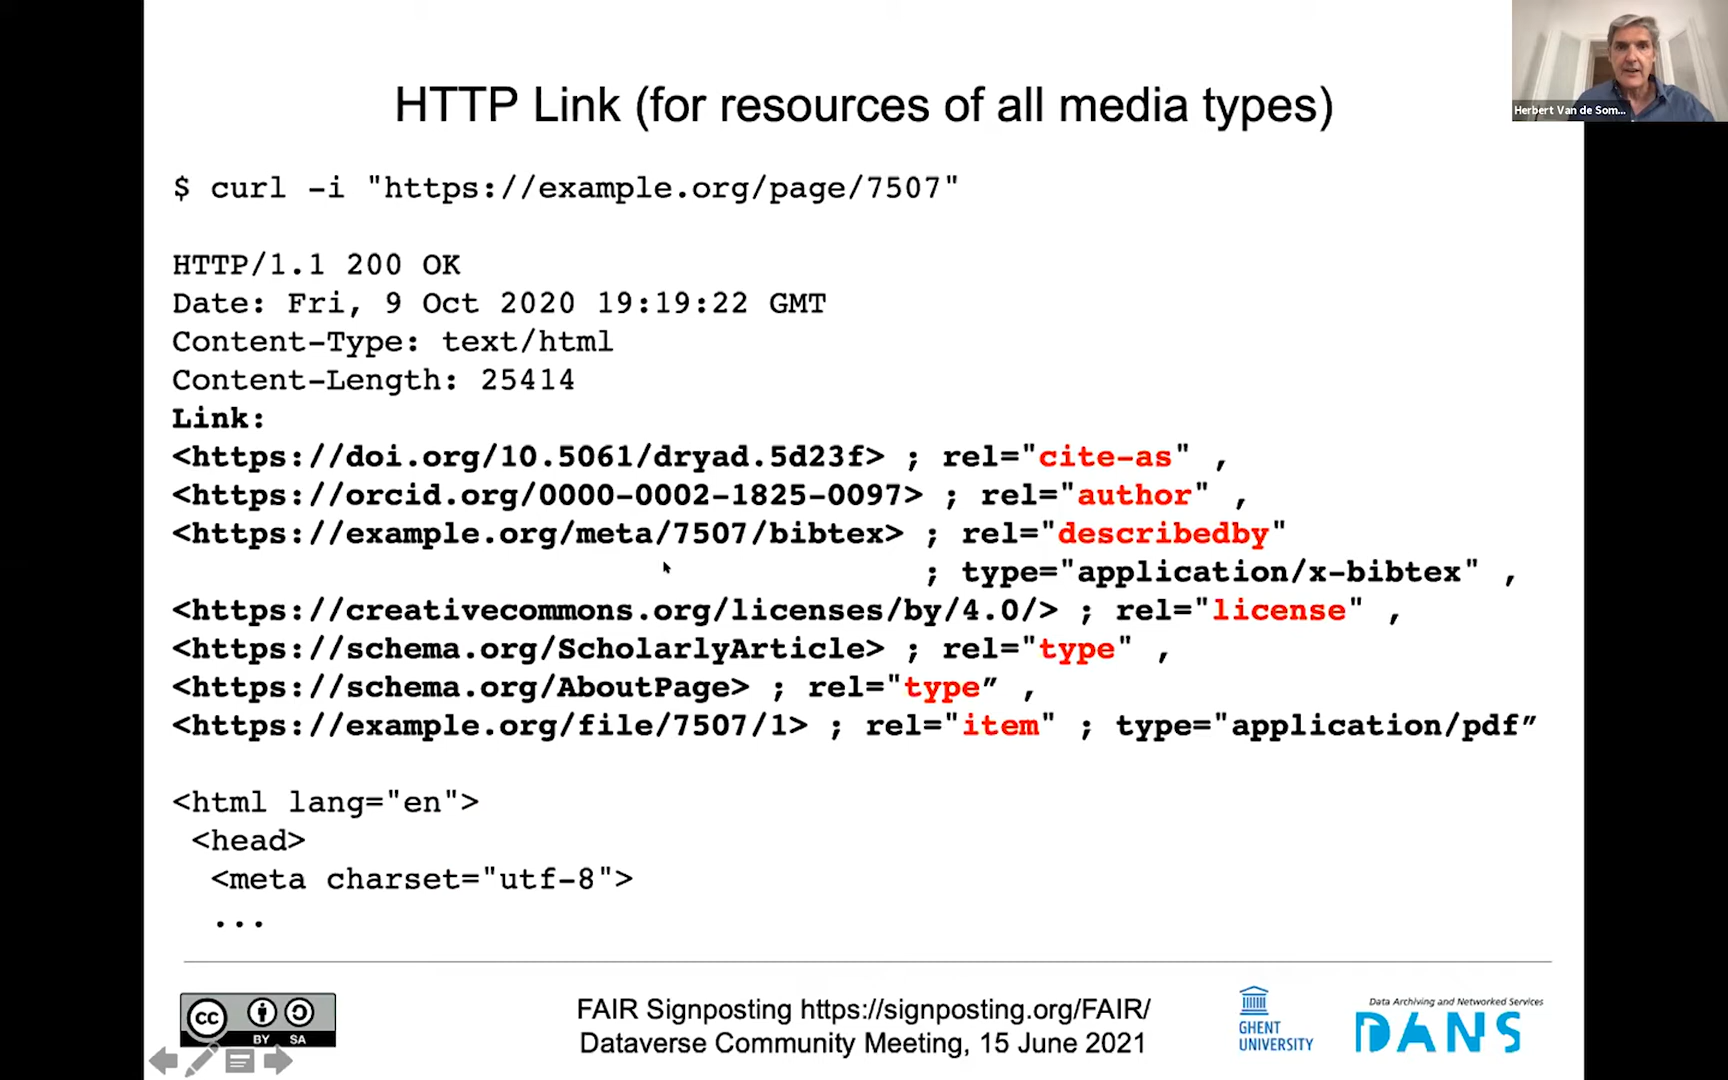 HTTP Link (for resources of all media types)
Herbert Van de Som...
$ curl -i "https://example.org/page/7507"
HTTP/1.1 200 OK
Date: Fri, 9 Oct 2020 19:19:22 GMT
Content-Type: text/html
Content-Length: 25414
Link:
<https://doi.org/10.5061/dryad.5d23f> ; rel="cite-as" ,
<https://orcid.org/0000-0002-1825-0097> ; rel="author" ,
<https://example.org/meta/7507/bibtex> ; rel="describedby"
; type="application/x-bibtex" ,
<https://creativecommons.org/licenses/by/4.0/> ; rel="license" ,
<https://schema.org/ScholarlyArticle> ; rel="type" ,
<https://schema.org/AboutPage> ; rel="type” ,
<https://example.org/file/7507/1> ; rel="item" ; type="application/pdf”
<html lang="en">
<head>
<meta charset="utf-8">
...
cc
BY SA
FAIR Signposting https://signposting.org/FAIR/
Dataverse Community Meeting, 15 June 2021
GHENT
UNIVERSITY
Data Archiving and Networked Services
DANS